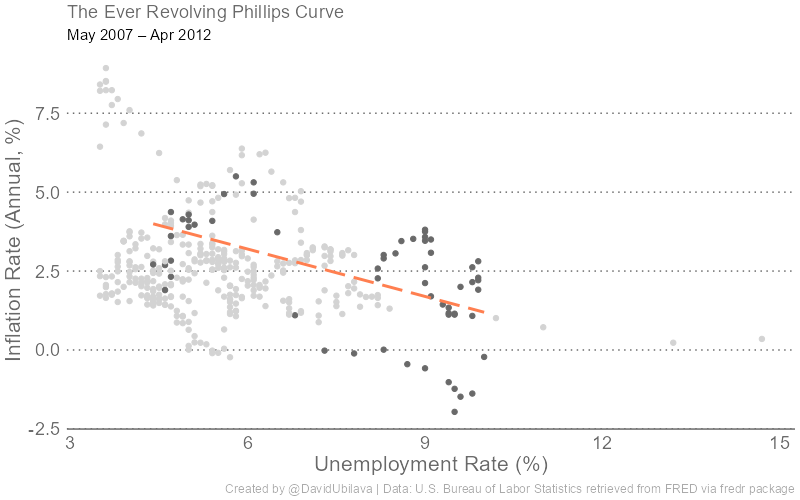 The Ever Revolving Phillips Curve
May 2007 – Apr 2012
Inflation Rate (Annual, %)
7.5
5.0
2.5
0.0
-2.5
3 6 9 12 15
Unemployment Rate (%)
Created by @DavidUbilava | Data: U.S. Bureau of Labor Statistics retrieved from FRED via fredr package